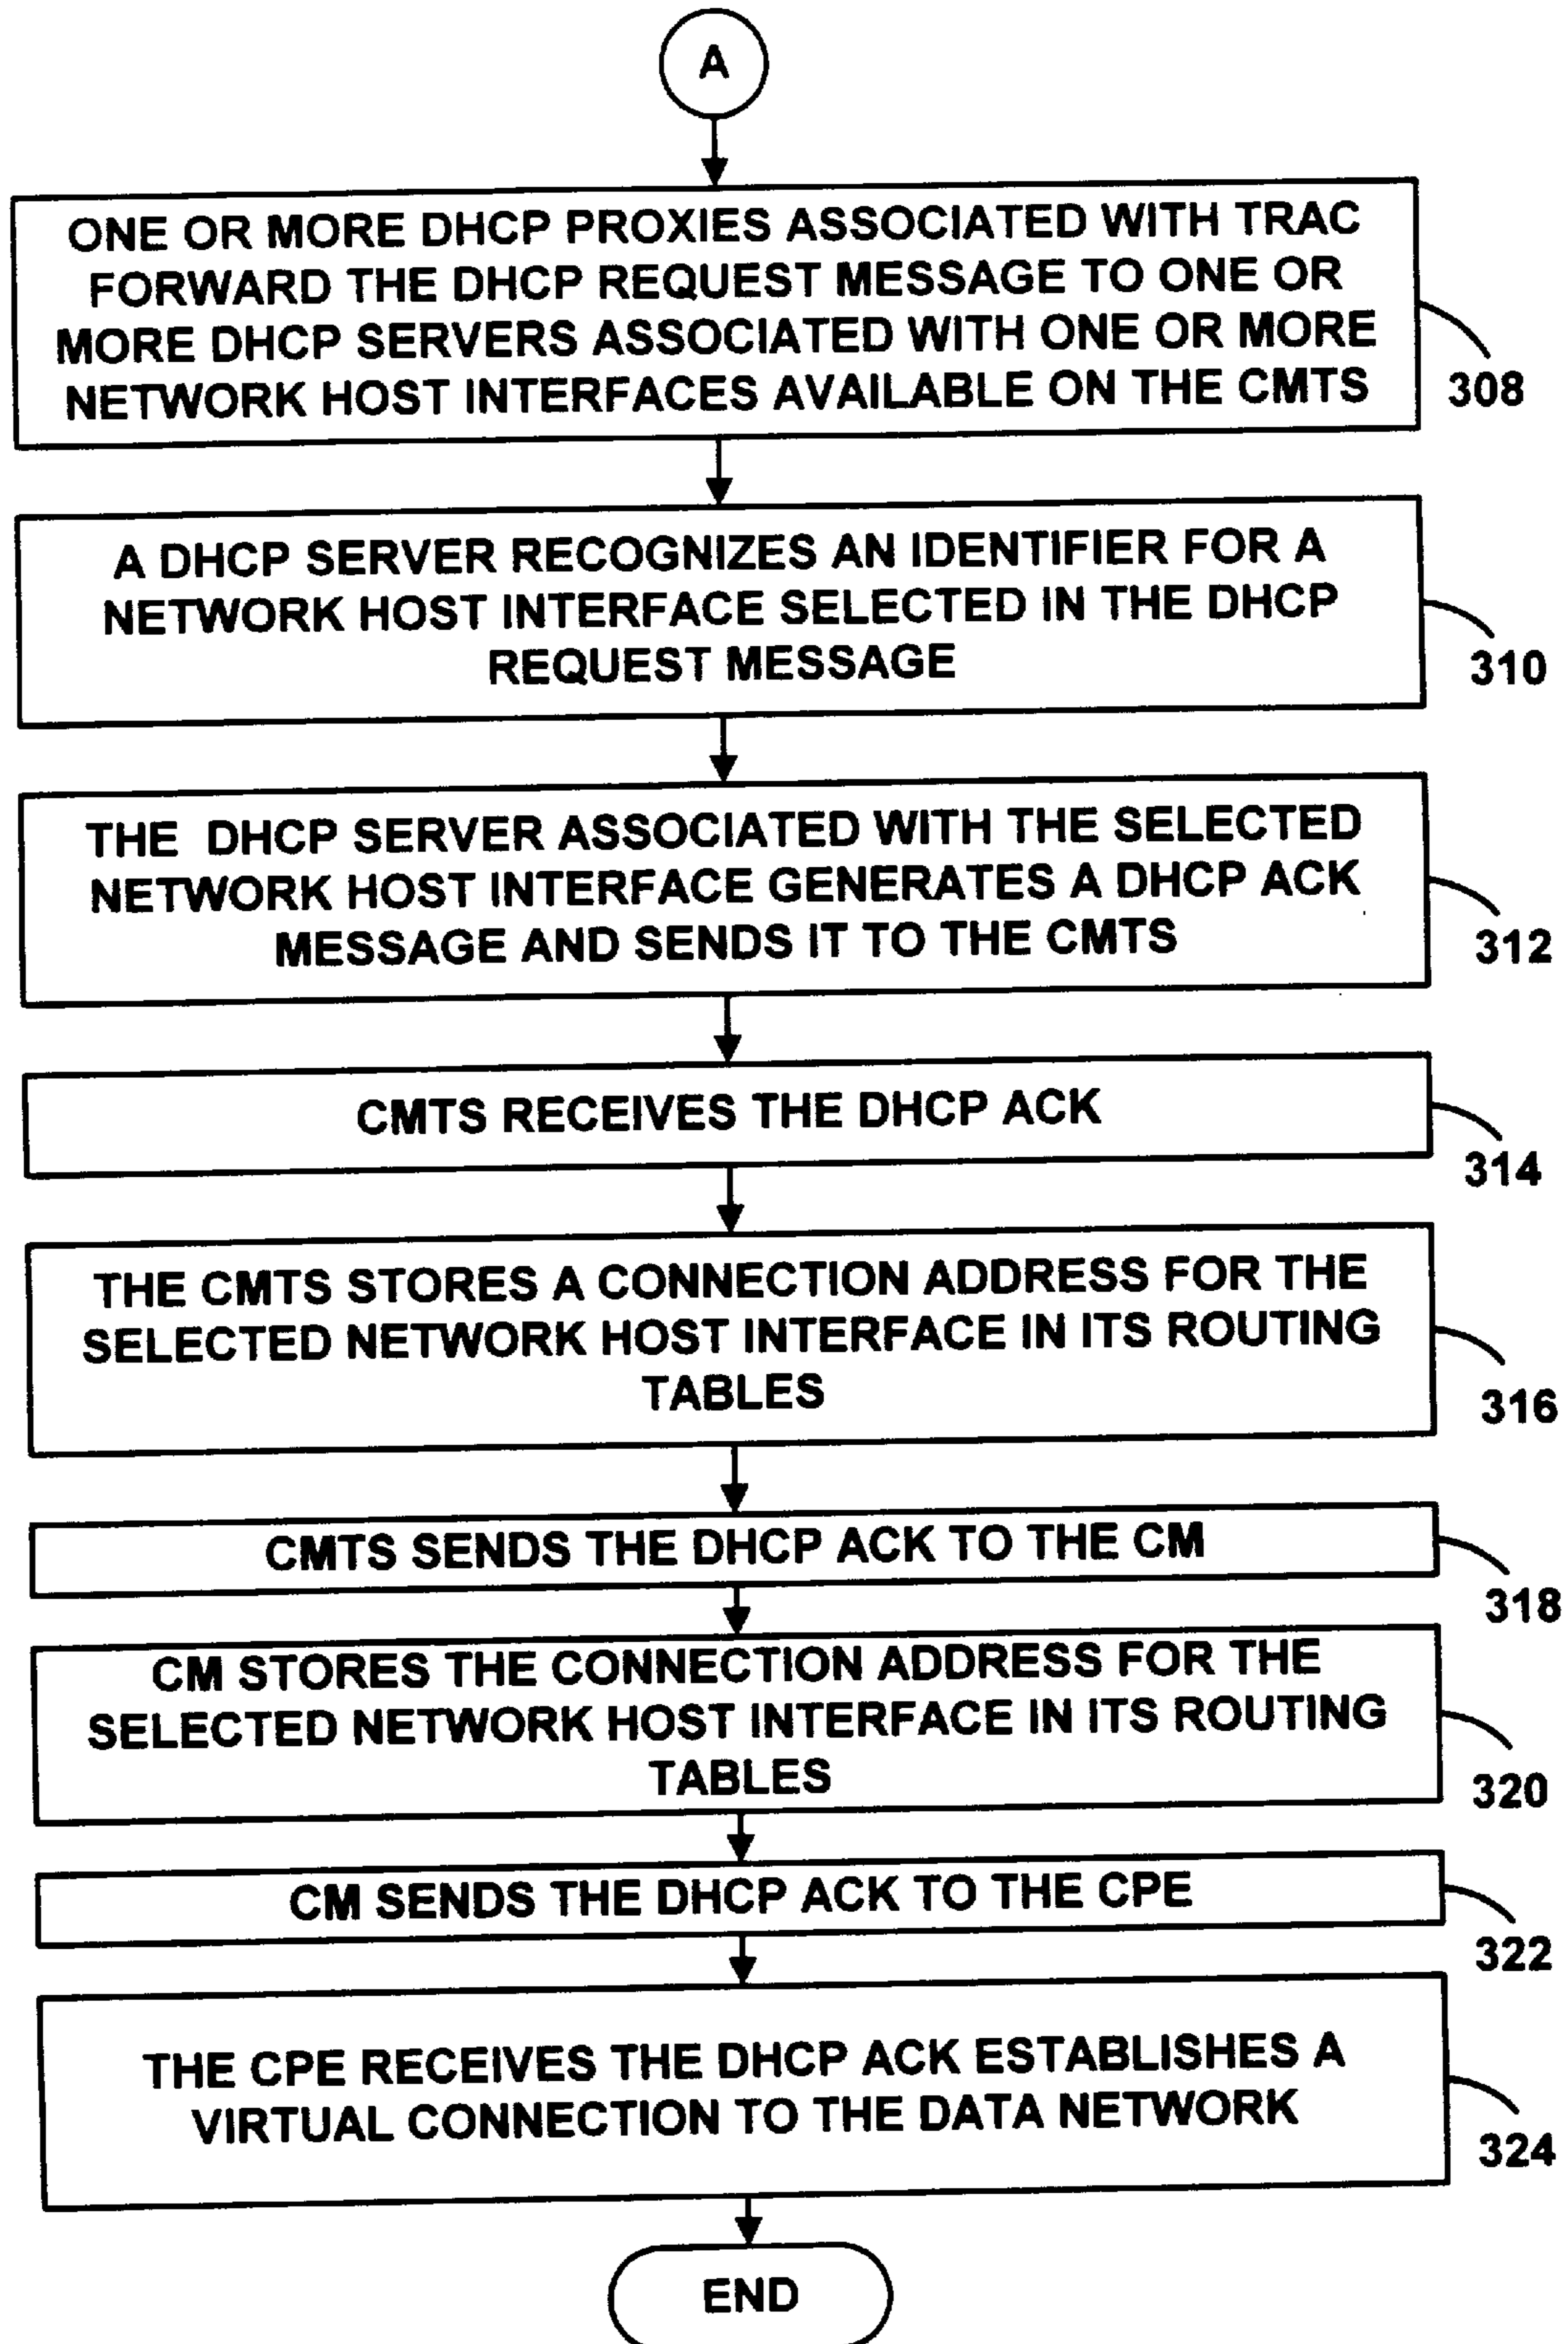 A
ONE OR MORE DHCP PROXIES ASSOCIATED WITH TRAC
FORWARD THE DHCP REQUEST MESSAGE TO ONE OR
MORE DHCP SERVERS ASSOCIATED WITH ONE OR MORE
NETWORK HOST INTERFACES AVAILABLE ON THE CMTS
308
A DHCP SERVER RECOGNIZES AN IDENTIFIER FOR A
NETWORK HOST INTERFACE SELECTED IN THE DHCP
REQUEST MESSAGE
310
THE DHCP SERVER ASSOCIATED WITH THE SELECTED
NETWORK HOST INTERFACE GENERATES A DHCP ACK
MESSAGE AND SENDS IT TO THE CMTS
312
CMTS RECEIVES THE DHCP ACK
314
THE CMTS STORES A CONNECTION ADDRESS FOR THE
SELECTED NETWORK HOST INTERFACE IN ITS ROUTING
TABLES
316
CMTS SENDS THE DHCP ACK TO THE CM
318
CM STORES THE CONNECTION ADDRESS FOR THE
SELECTED NETWORK HOST INTERFACE IN ITS ROUTING
TABLES
320
CM SENDS THE DHCP ACK TO THE CPE
322
THE CPE RECEIVES THE DHCP ACK ESTABLISHES A
VIRTUAL CONNECTION TO THE DATA NETWORK
324
END